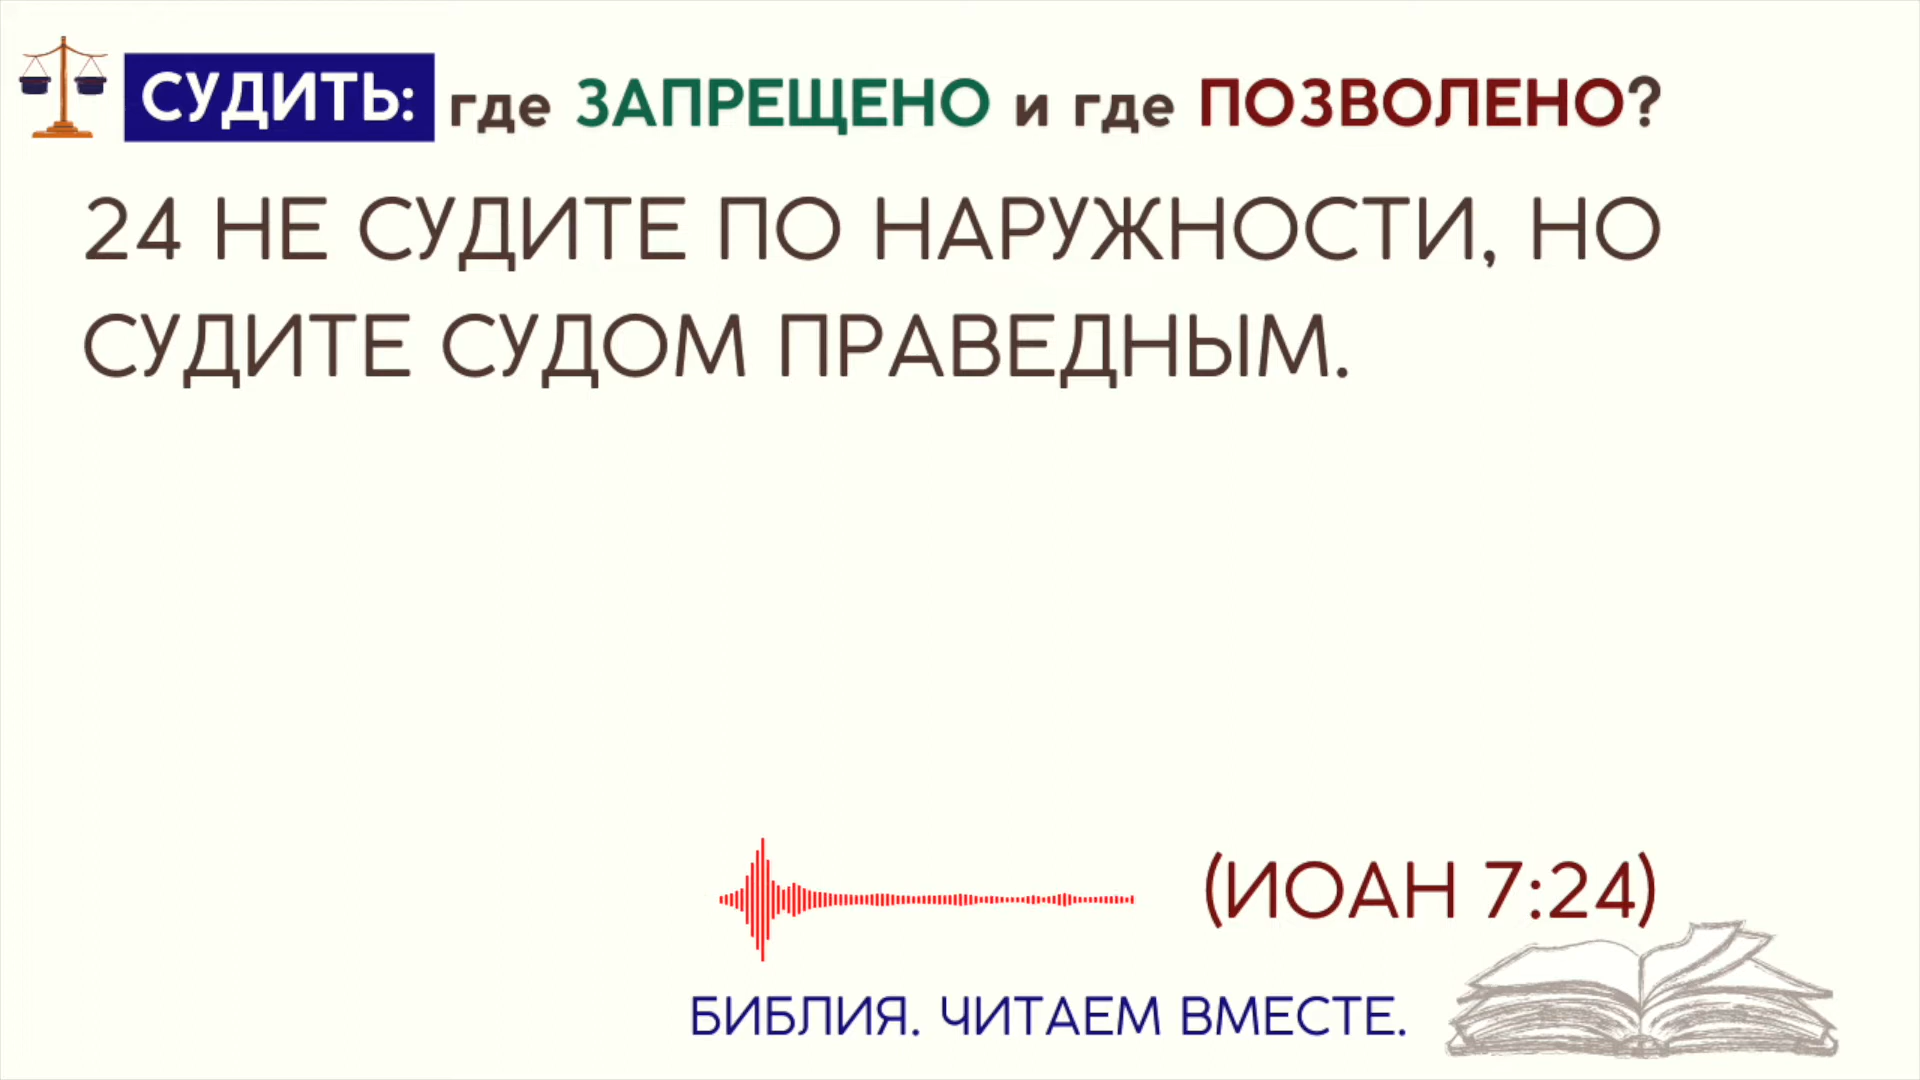 СУДИТЬ: где ЗАПРЕЩЕНО и где ПОЗВОЛЕНО?
24 НЕ СУДИТЕ ПО НАРУЖНОСТИ, НО
СУДИТЕ СУДОМ ПРАВЕДНЫМ.
(ИОАН 7:24)
БИБЛИЯ. ЧИТАЕМ ВМЕСТЕ.